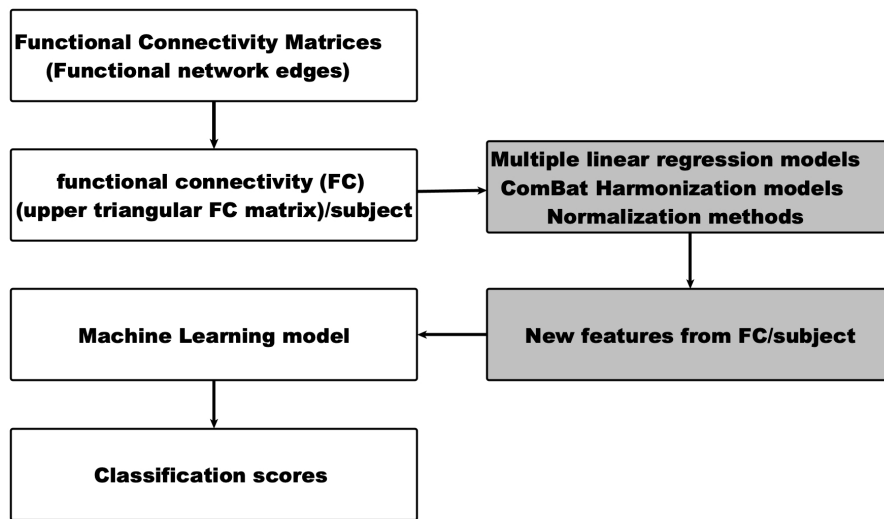 Functional Connectivity Matrices
(Functional network edges)
functional connectivity (FC)
(upper triangular FC matrix)/subject
Multiple linear regression models
ComBat Harmonization models
Normalization methods
New features from FC/subject
Machine Learning model
Classification scores